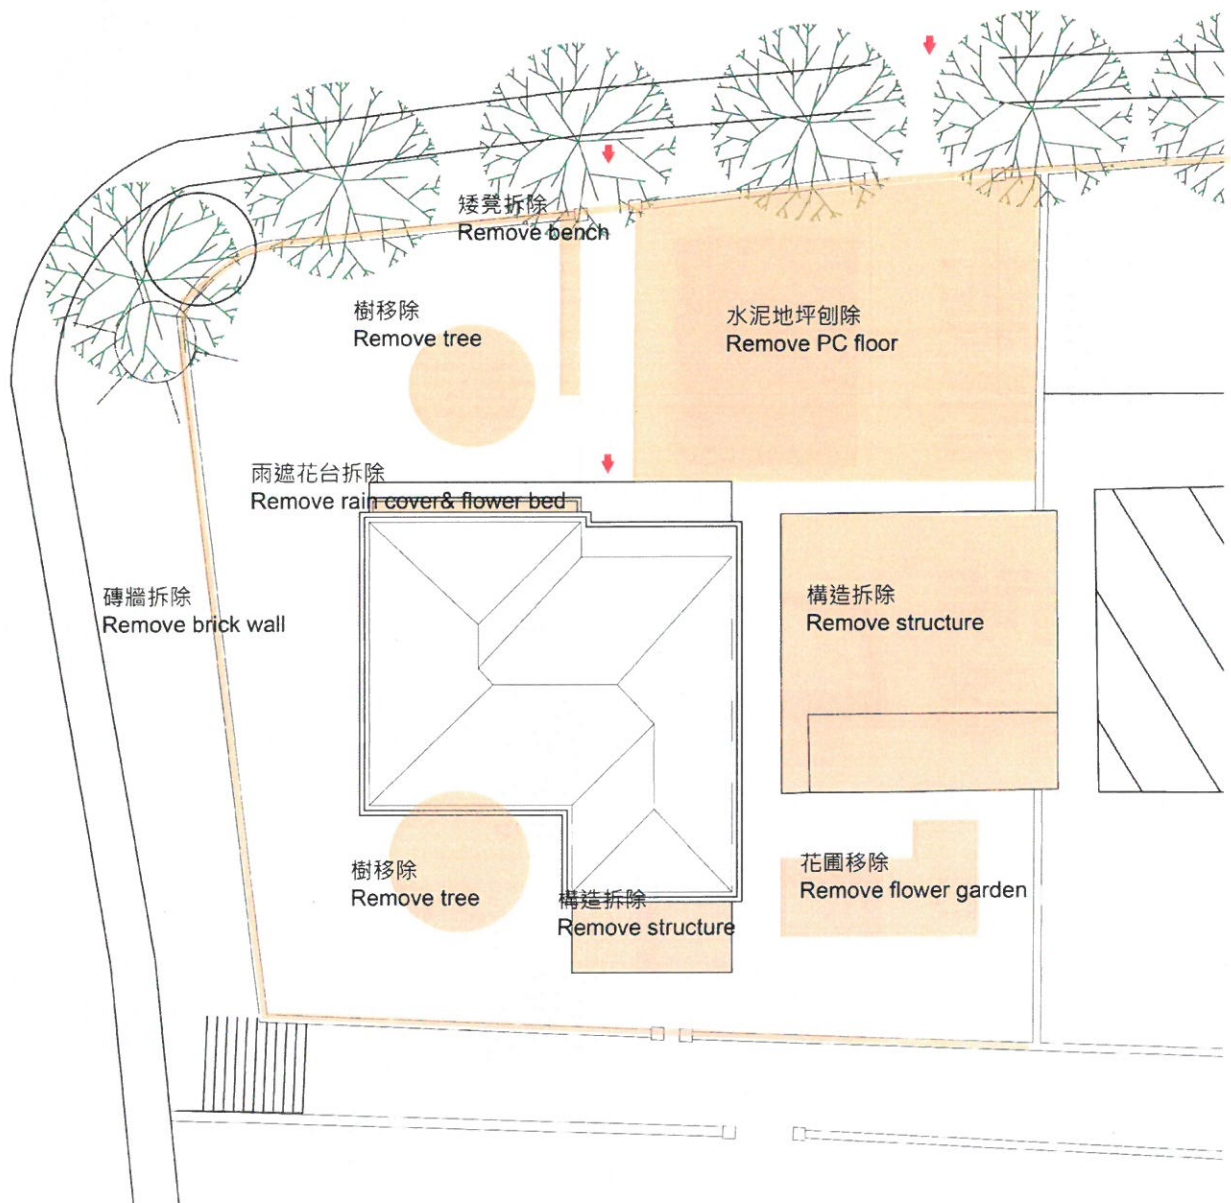 矮凳拆除
Remove bench
樹移除
Remove tree
水泥地坪刨除
Remove PC floor
雨遮花台拆除
Remove rain cover& flower bed
磚牆拆除
Remove brick wall
構造拆除
Remove structure
樹移除
Remove tree
構造拆除
Remove structure
花圃移除
Remove flower garden